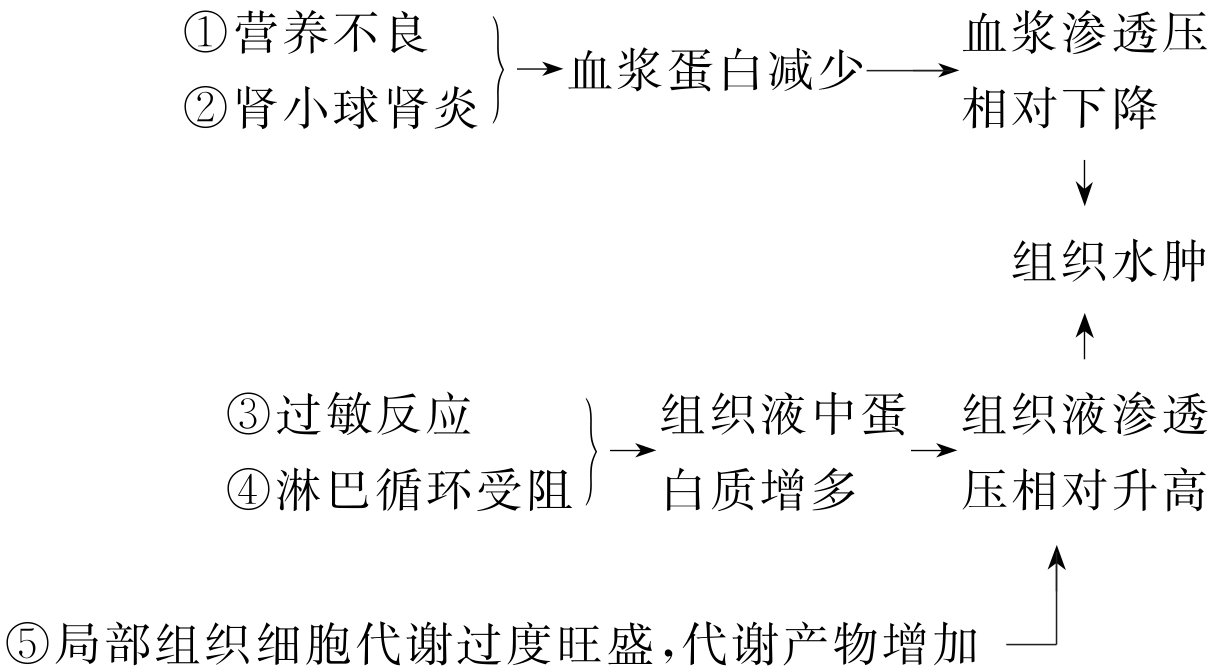 ①营养不良
②肾小球肾炎
血浆蛋白减少
血浆渗透压
相对下降
组织水肿
③过敏反应
④淋巴循环受阻
组织液中蛋
白质增多
组织液渗透
压相对升高
⑤局部组织细胞代谢过度旺盛,代谢产物增加